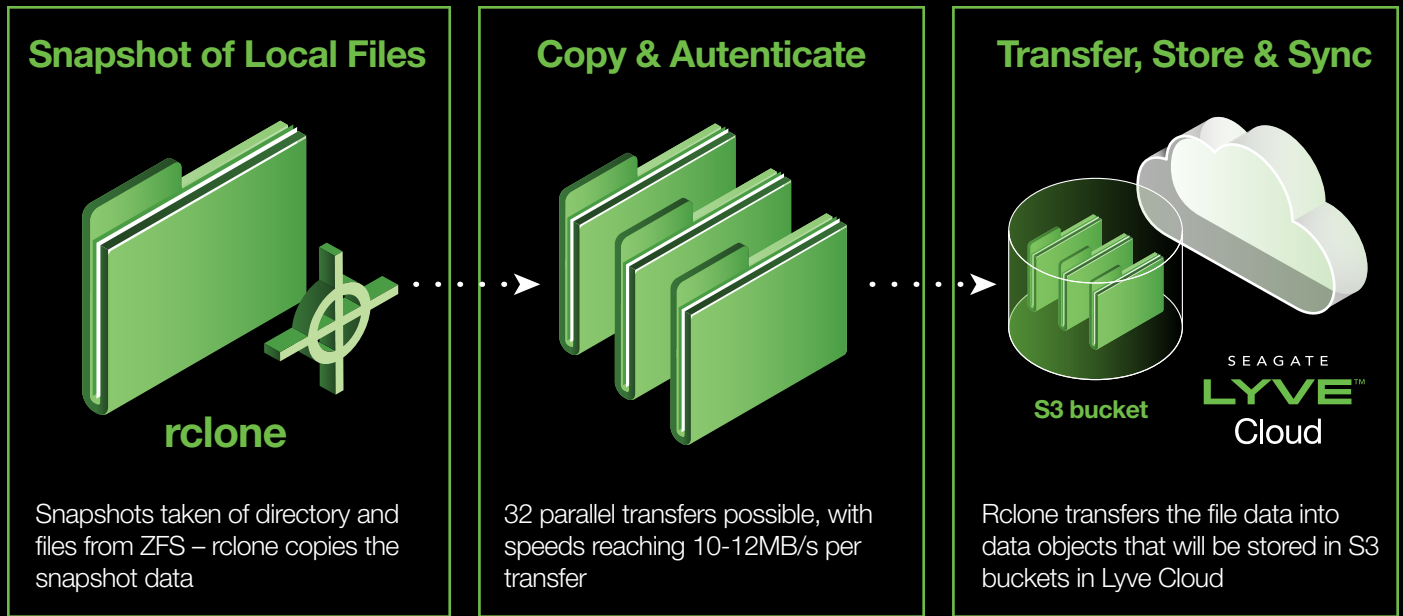 Snapshot of Local Files
rclone
Snapshots taken of directory and
files from ZFS – rclone copies the
snapshot data
Copy & Autenticate
32 parallel transfers possible, with
speeds reaching 10-12MB/s per
transfer
Transfer, Store & Sync
S3 bucket
SEAGATE
LYVE™
Cloud
Rclone transfers the file data into
data objects that will be stored in S3
buckets in Lyve Cloud